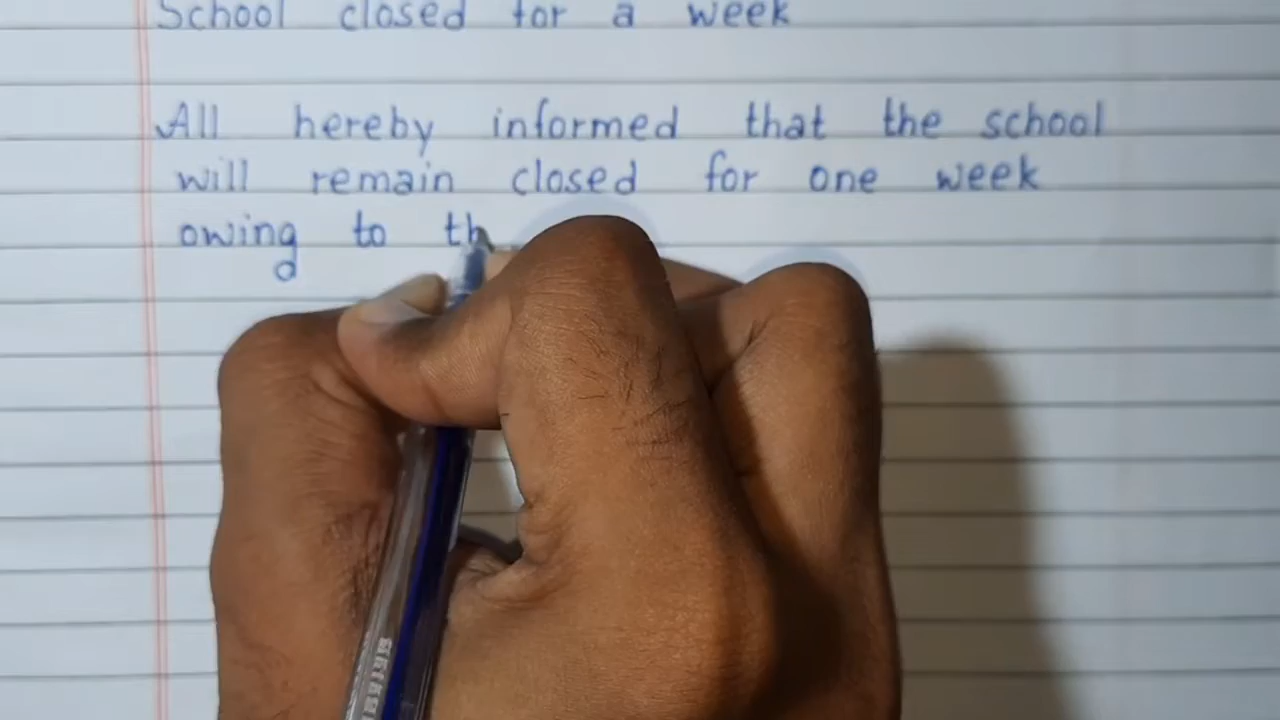 School closed for a week
All hereby informed that the school
will remain closed for one week
owing to th